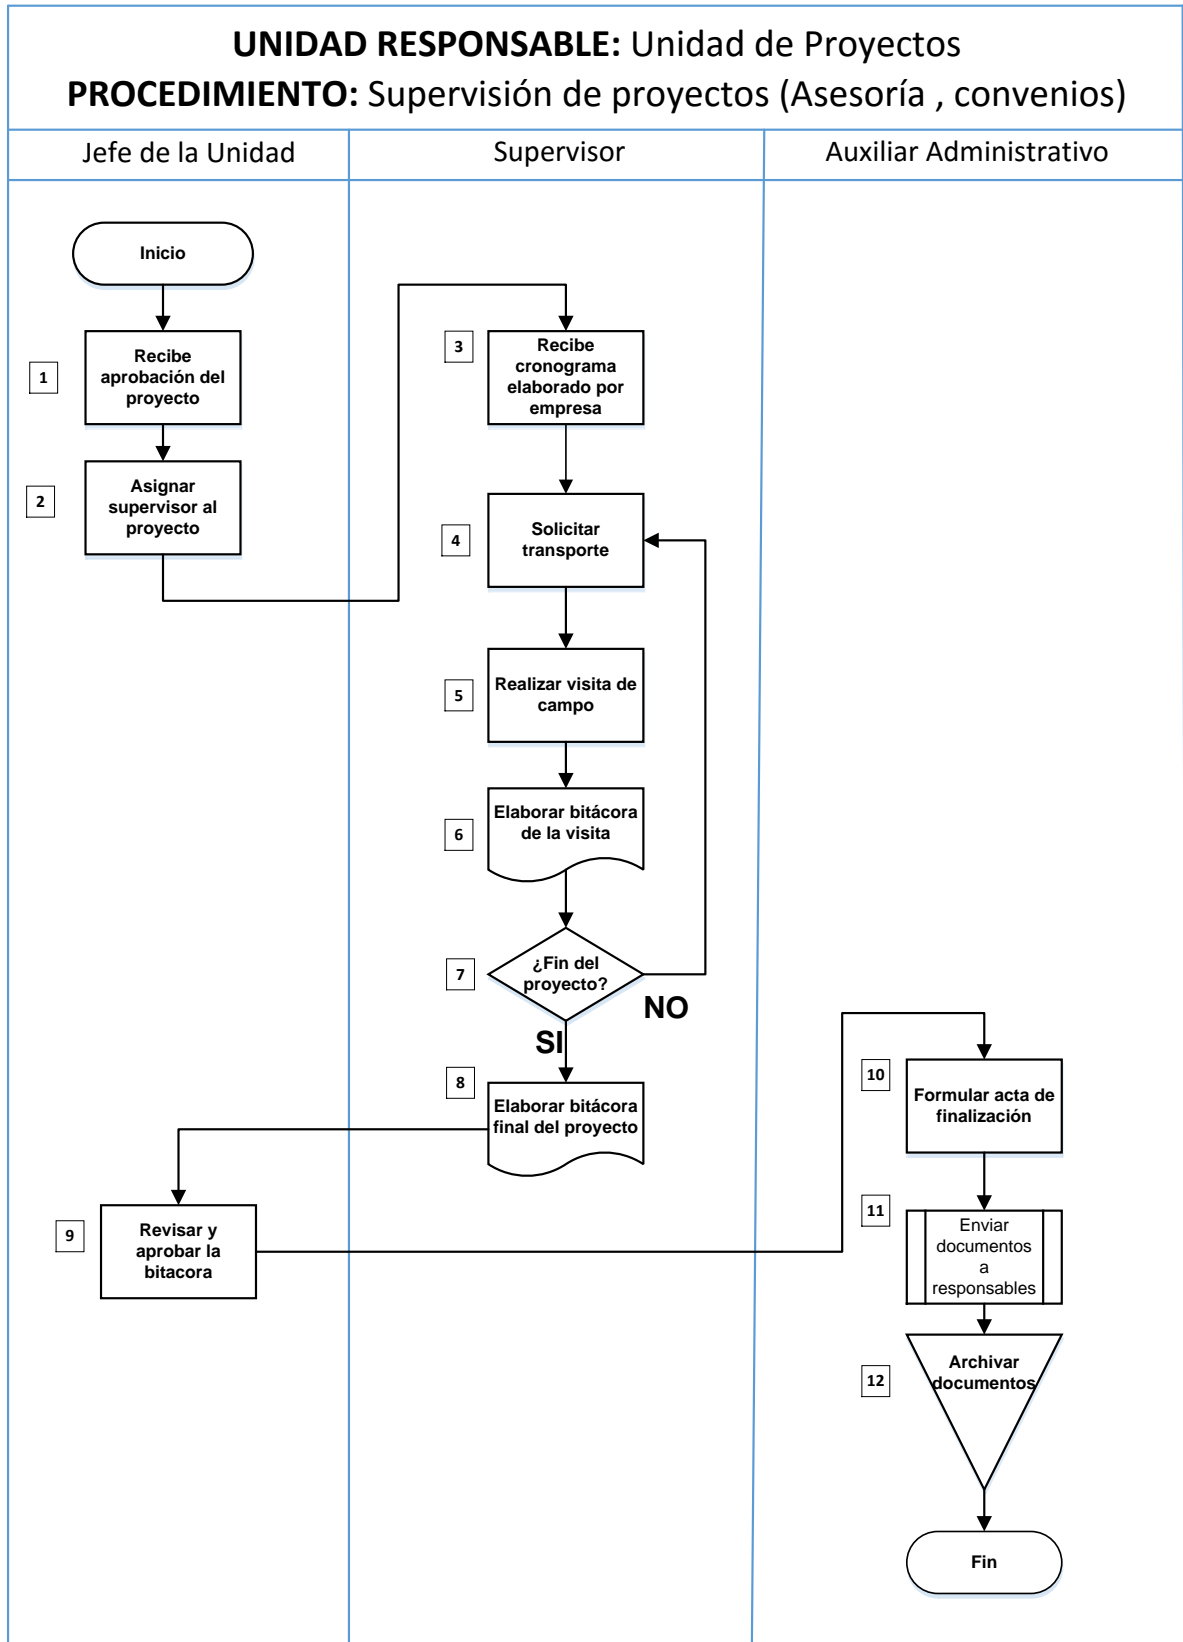 UNIDAD RESPONSABLE: Unidad de Proyectos
PROCEDIMIENTO: Supervisión de proyectos (Asesoría , convenios)
Jefe de la Unidad
Supervisor
Auxiliar Administrativo
Inicio
1
Recibe
aprobación del
proyecto
2
Asignar
supervisor al
proyecto
3
Recibe
cronograma
elaborado por
empresa
4
Solicitar
transporte
5
Realizar visita de
campo
6
Elaborar bitácora
de la visita
7
¿Fin del
proyecto?
NO
SI
8
Elaborar bitácora
final del proyecto
9
Revisar y
aprobar la
bitacora
10
Formular acta de
finalización
11
Enviar
documentos
a
responsables
12
Archivar
documentos
Fin